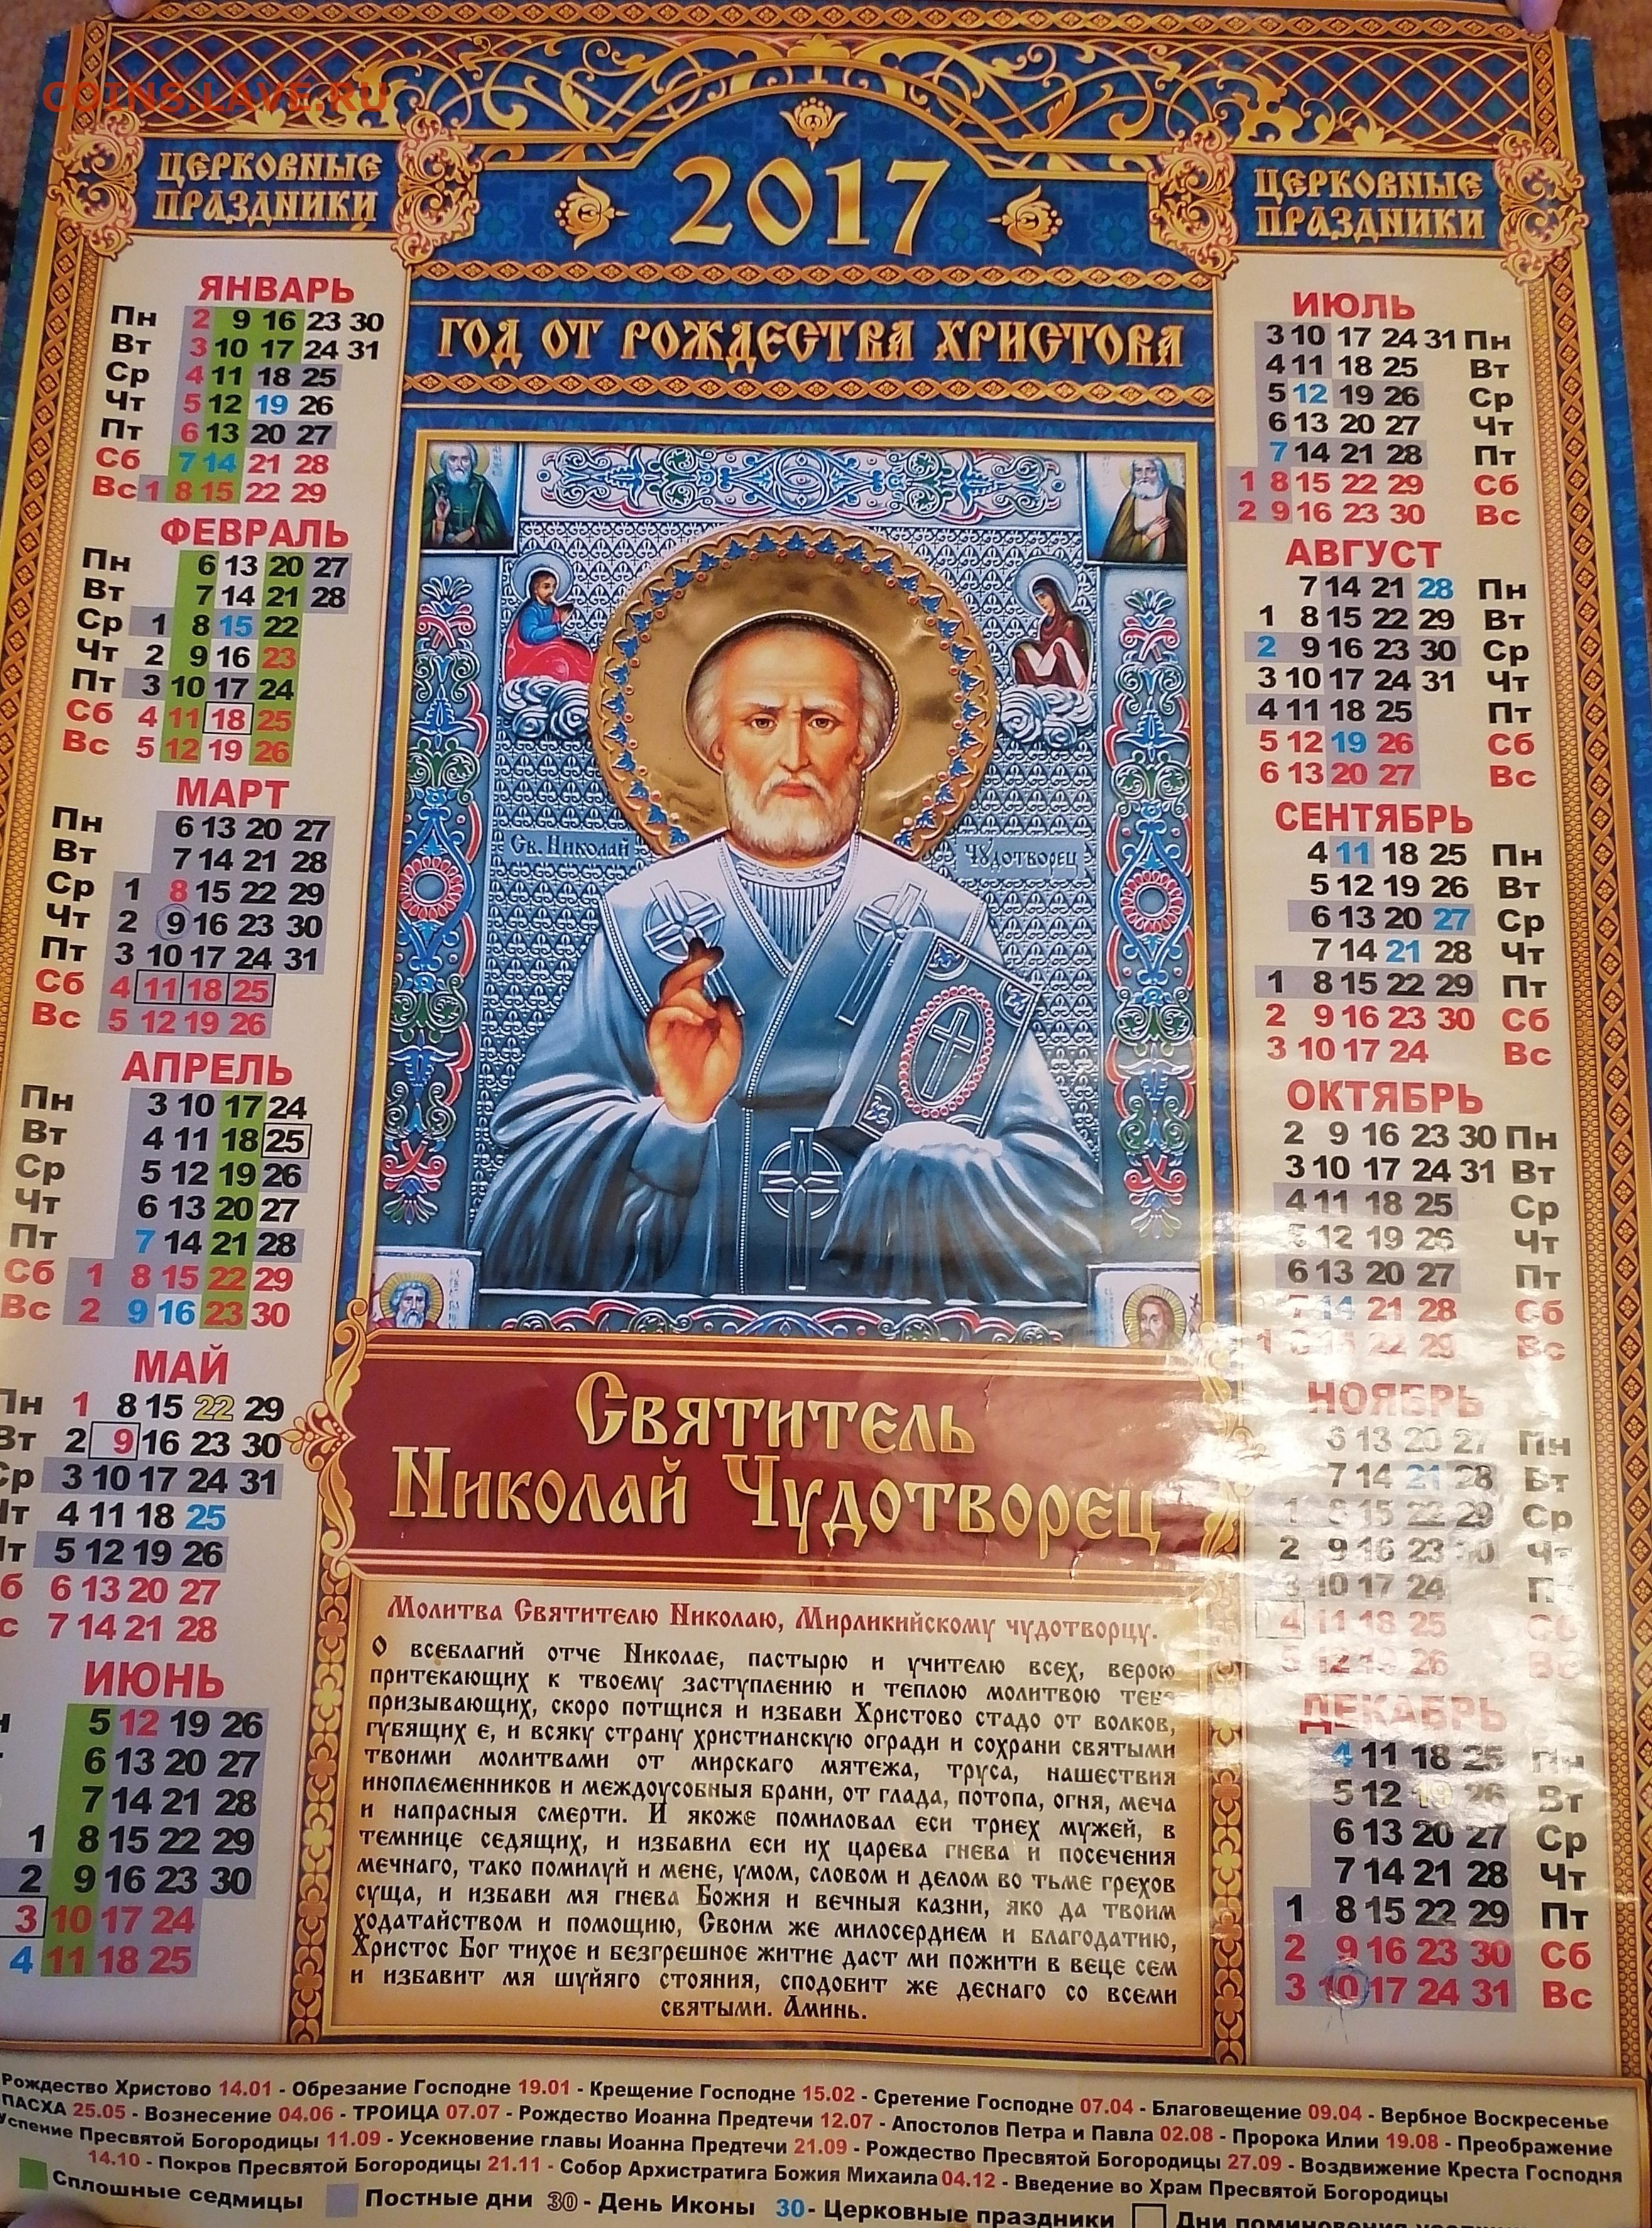 COINS.LAVE.RU
ЦЕРКОВНЫЕ
ПРАЗДНИКИ
2017
ЦЕРКОВНЫЕ
ПРАЗДНИКИ
ГОД ОТ РОЖДЕСТВА ХРИСТОВА
ЯНВАРЬ
Пн 2 9 16 23 30
Вт 3 10 17 24 31
Ср 4 11 18 25
Чт 5 12 19 26
Пт 6 13 20 27
Сб 7 14 21 28
Вс 1 8 15 22 29
ФЕВРАЛЬ
Пн 6 13 20 27
Вт 7 14 21 28
Ср 1 8 15 22
Чт 2 9 16 23
Пт 3 10 17 24
Сб 4 11 18 25
Вс 5 12 19 26
МАРТ
Пн 6 13 20 27
Вт 7 14 21 28
Ср 1 8 15 22 29
Чт 2 9 16 23 30
Пт 3 10 17 24 31
Сб 4 11 18 25
Вс 5 12 19 26
АПРЕЛЬ
Пн 3 10 17 24
Вт 4 11 18 25
Ср 5 12 19 26
Чт 6 13 20 27
Пт 7 14 21 28
Сб 1 8 15 22 29
Вс 2 9 16 23 30
МАЙ
Пн 1 8 15 22 29
Вт 2 9 16 23 30
Ср 3 10 17 24 31
Чт 4 11 18 25
Пт 5 12 19 26
б 6 13 20 27
с 7 14 21 28
ИЮНЬ
5 12 19 26
6 13 20 27
7 14 21 28
1 8 15 22 29
2 9 16 23 30
3 10 17 24
4 11 18 25
Св. Николай Чудотворец
Святитель
Николай Чудотворец
Молитва Святителю Николаю, Мирликийскому чудотворцу.
О всеблагий отче Николае, пастырю и учителю всех, верою
притекающих к твоему заступлению и теплою молитвою тебе
призывающих, скоро потщися и избави Христово стадо от волков,
губящих е, и всяку страну христианскую огради и сохрани святыми
твоими молитвами от мирскаго мятежа, труса, нашествия
иноплеменников и междоусобныя брани, от глада, потопа, огня, меча
и напрасныя смерти. И якоже помиловал еси триех мужей, в
темнице седящих, и избавил еси их царева гнева и посечения
мечнаго, тако помилуй и мене, умом, словом и делом во тьме грехов
суща, и избави мя гнева Божия и вечныя казни, яко да твоим
ходатайством и помощию, Своим же милосердием и благодатию,
Христос Бог тихое и безгрешное житие даст ми пожити в веце сем
и избавит мя шуйяго стояния, сподобит же деснаго со всеми
святыми. Аминь.
ИЮЛЬ
3 10 17 24 31 Пн
4 11 18 25 Вт
5 12 19 26 Ср
6 13 20 27 Чт
7 14 21 28 Пт
1 8 15 22 29 Сб
2 9 16 23 30 Вс
АВГУСТ
7 14 21 28 Пн
1 8 15 22 29 Вт
2 9 16 23 30 Ср
3 10 17 24 31 Чт
4 11 18 25 Пт
5 12 19 26 Сб
6 13 20 27 Вс
СЕНТЯБРЬ
4 11 18 25 Пн
5 12 19 26 Вт
6 13 20 27 Ср
7 14 21 28 Чт
1 8 15 22 29 Пт
2 9 16 23 30 Сб
3 10 17 24 Вс
ОКТЯБРЬ
2 9 16 23 30 Пн
3 10 17 24 31 Вт
4 11 18 25 Ср
5 12 19 26 Чт
6 13 20 27 Пт
7 14 21 28 Сб
1 8 15 22 29 Вс
НОЯБРЬ
6 13 20 27 Пн
7 14 21 28 Вт
1 8 15 22 29 Ср
2 9 16 23 30 Чт
3 10 17 24
4 11 18 25 Сб
5 12 19 26 Вс
ДЕКАБРЬ
4 11 18 25 Пн
5 12 19 26 Вт
6 13 20 27 Ср
7 14 21 28 Чт
1 8 15 22 29 Пт
2 9 16 23 30 Сб
3 10 17 24 31 Вс
Рождество Христово 14.01 - Обрезание Господне 19.01 - Крещение Господне 15.02 - Сретение Господне 07.04 - Благовещение 09.04 - Вербное Воскресенье
ПАСХА 25.05 - Вознесение 04.06 - ТРОИЦА 07.07 - Рождество Иоанна Предтечи 12.07 - Апостолов Петра и Павла 02.08 - Пророка Илии 19.08 - Преображение
Успение Пресвятой Богородицы 11.09 - Усекновение главы Иоанна Предтечи 21.09 - Рождество Пресвятой Богородицы 27.09 - Воздвижение Креста Господня
14.10 - Покров Пресвятой Богородицы 21.11 - Собор Архистратига Божия Михаила 04.12 - Введение во Храм Пресвятой Богородицы
Сплошные седмицы Постные дни 30 - День Иконы 30 - Церковные праздники Дни поминовения